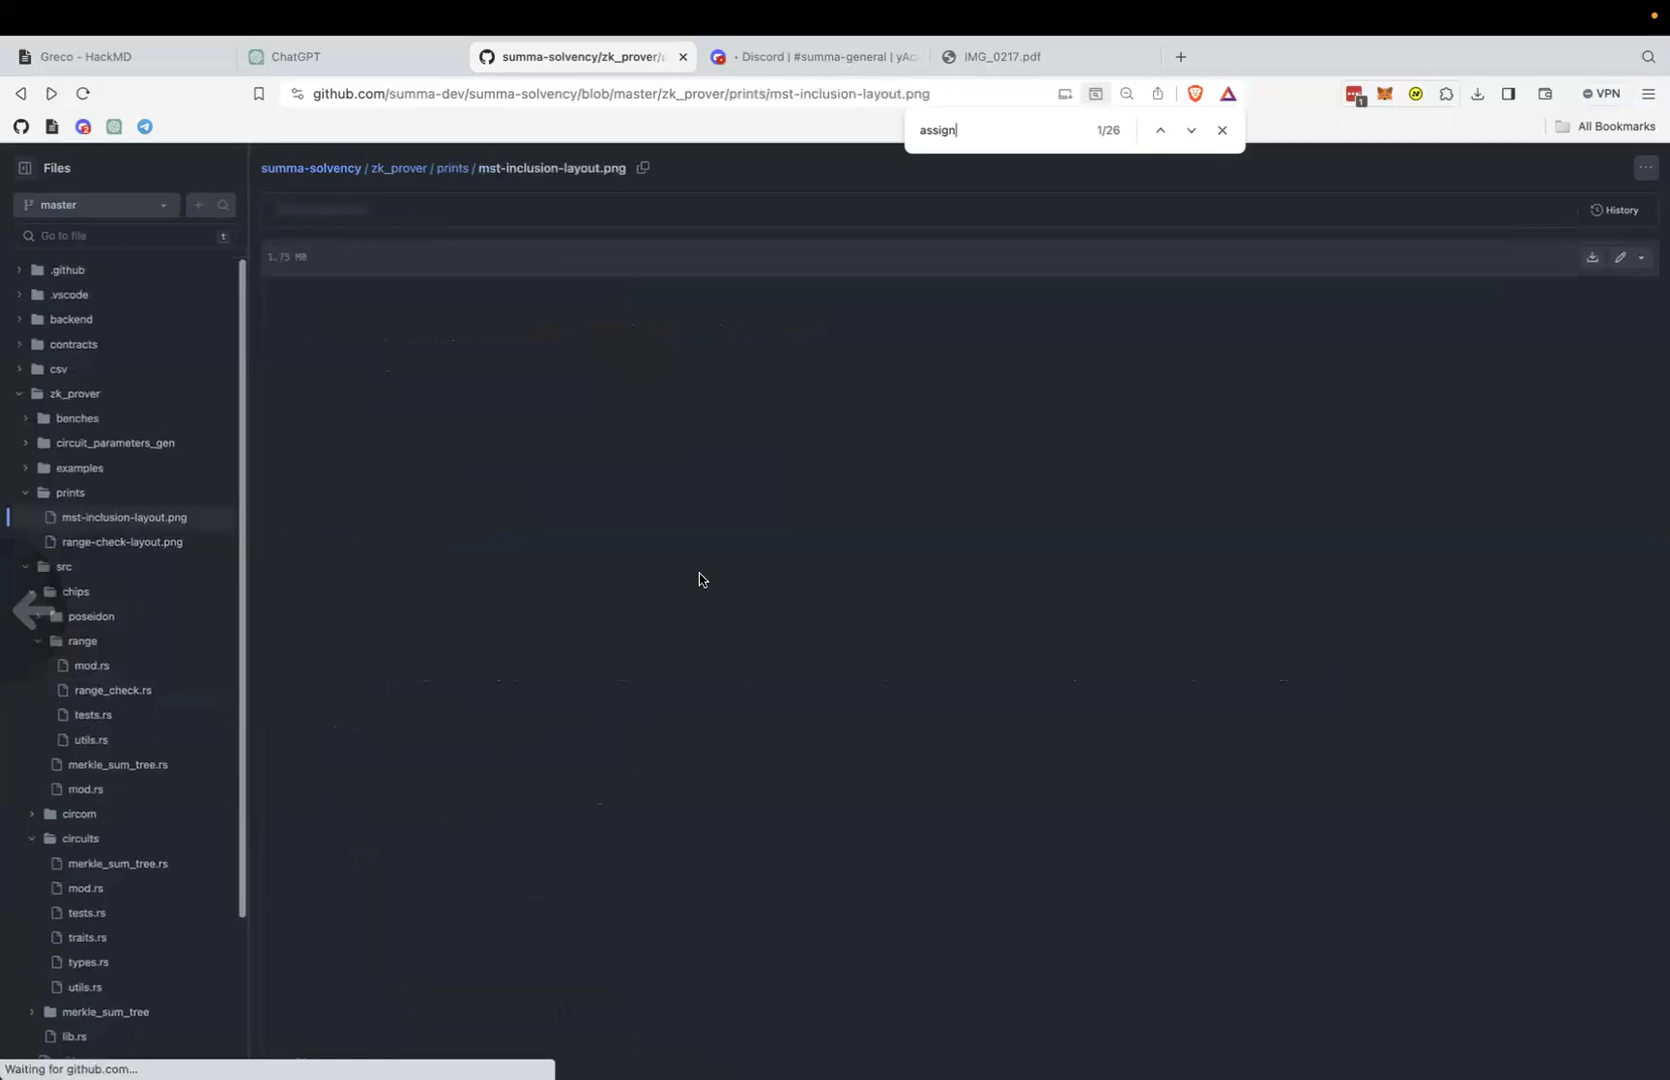 Greco - HackMD
ChatGPT
summa-solvency/zk_prover/
• Discord | #summa-general | yAc
IMG_0217.pdf
github.com/summa-dev/summa-solvency/blob/master/zk_prover/prints/mst-inclusion-layout.png
1
VPN
All Bookmarks
assign
1/26
Files
summa-solvency / zk_prover / prints / mst-inclusion-layout.png
master
History
Go to file
t
1.75 MB
.github
.vscode
backend
contracts
csv
zk_prover
benches
circuit_parameters_gen
examples
prints
mst-inclusion-layout.png
range-check-layout.png
src
chips
poseidon
range
mod.rs
range_check.rs
tests.rs
utils.rs
merkle_sum_tree.rs
mod.rs
circom
circuits
merkle_sum_tree.rs
mod.rs
tests.rs
traits.rs
types.rs
utils.rs
merkle_sum_tree
lib.rs
Waiting for github.com...